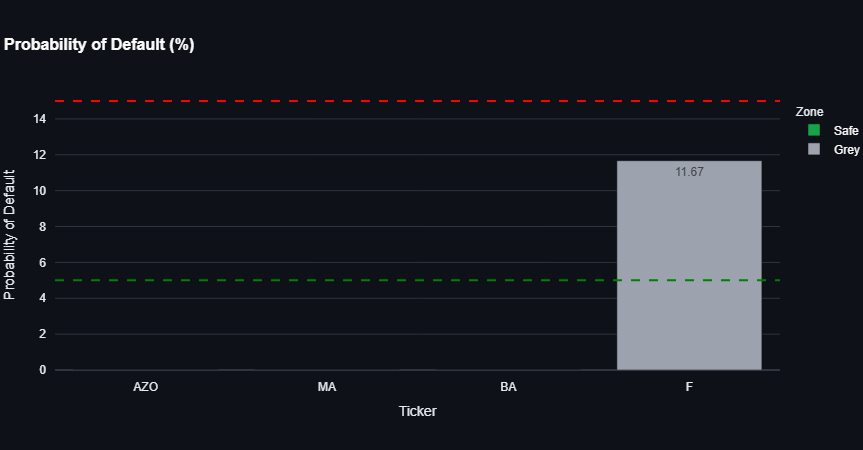 Probability of Default (%)
Zone
Safe
Grey
Probability of Default
14
12
10
8
6
4
2
0
11.67
AZO
MA
BA
F
Ticker